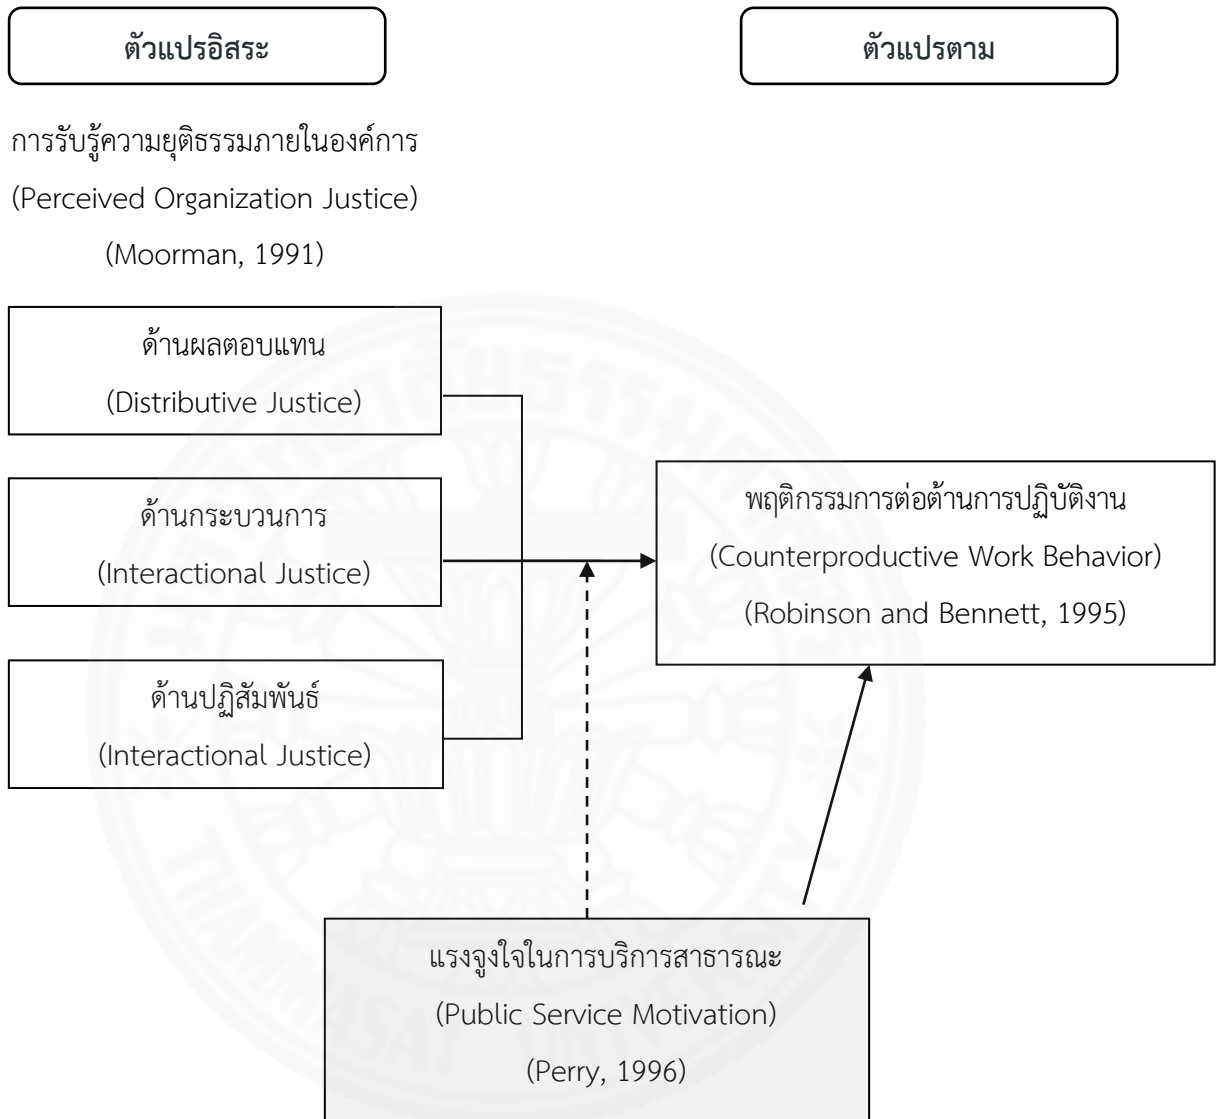 ตัวแปรอิสระ
ตัวแปรตาม
การรับรู้ความยุติธรรมภายในองค์การ
(Perceived Organization Justice)
(Moorman, 1991)
ด้านผลตอบแทน
(Distributive Justice)
ด้านกระบวนการ
(Interactional Justice)
ด้านปฏิสัมพันธ์
(Interactional Justice)
พฤติกรรมการต่อต้านการปฏิบัติงาน
(Counterproductive Work Behavior)
(Robinson and Bennett, 1995)
แรงจูงใจในการบริการสาธารณะ
(Public Service Motivation)
(Perry, 1996)
THAMMASAT UNIVERSITY